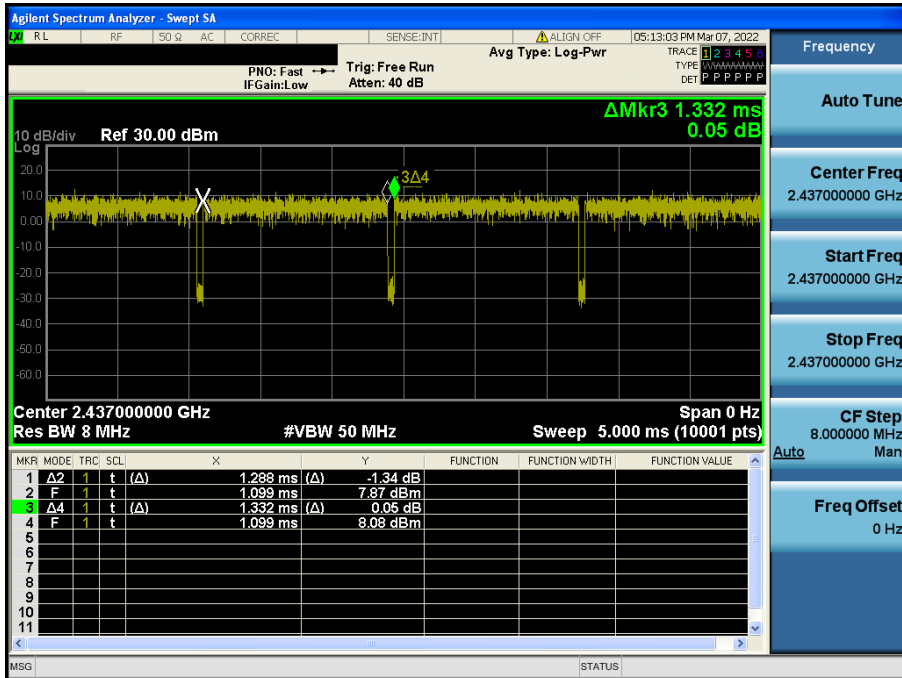 Agilent Spectrum Analyzer - Swept SA
LXI RL RF 50 Ω AC CORREC SENSE:INT ALIGN OFF 05:13:03 PM Mar 07, 2022
PNO: Fast
IFGain:Low
Trig: Free Run
Atten: 40 dB
Avg Type: Log-Pwr
TRACE 1 2 3 4 5 6
TYPE WWWWWW
DET P P P P P P
ΔMkr3 1.332 ms
0.05 dB
10 dB/div Ref 30.00 dBm
Log
20.0
10.0
0.00
-10.0
-20.0
-30.0
-40.0
-50.0
-60.0
3Δ4
X
Center 2.437000000 GHz Span 0 Hz
Res BW 8 MHz #VBW 50 MHz Sweep 5.000 ms (10001 pts)
MKR MODE TRC SCL X Y FUNCTION FUNCTION WIDTH FUNCTION VALUE
1 Δ2 1 t (Δ) 1.288 ms (Δ) -1.34 dB
2 F 1 t 1.099 ms 7.87 dBm
3 Δ4 1 t (Δ) 1.332 ms (Δ) 0.05 dB
4 F 1 t 1.099 ms 8.08 dBm
5
6
7
8
9
10
11
MSG STATUS
Frequency
Auto Tune
Center Freq
2.437000000 GHz
Start Freq
2.437000000 GHz
Stop Freq
2.437000000 GHz
CF Step
8.000000 MHz
Auto Man
Freq Offset
0 Hz